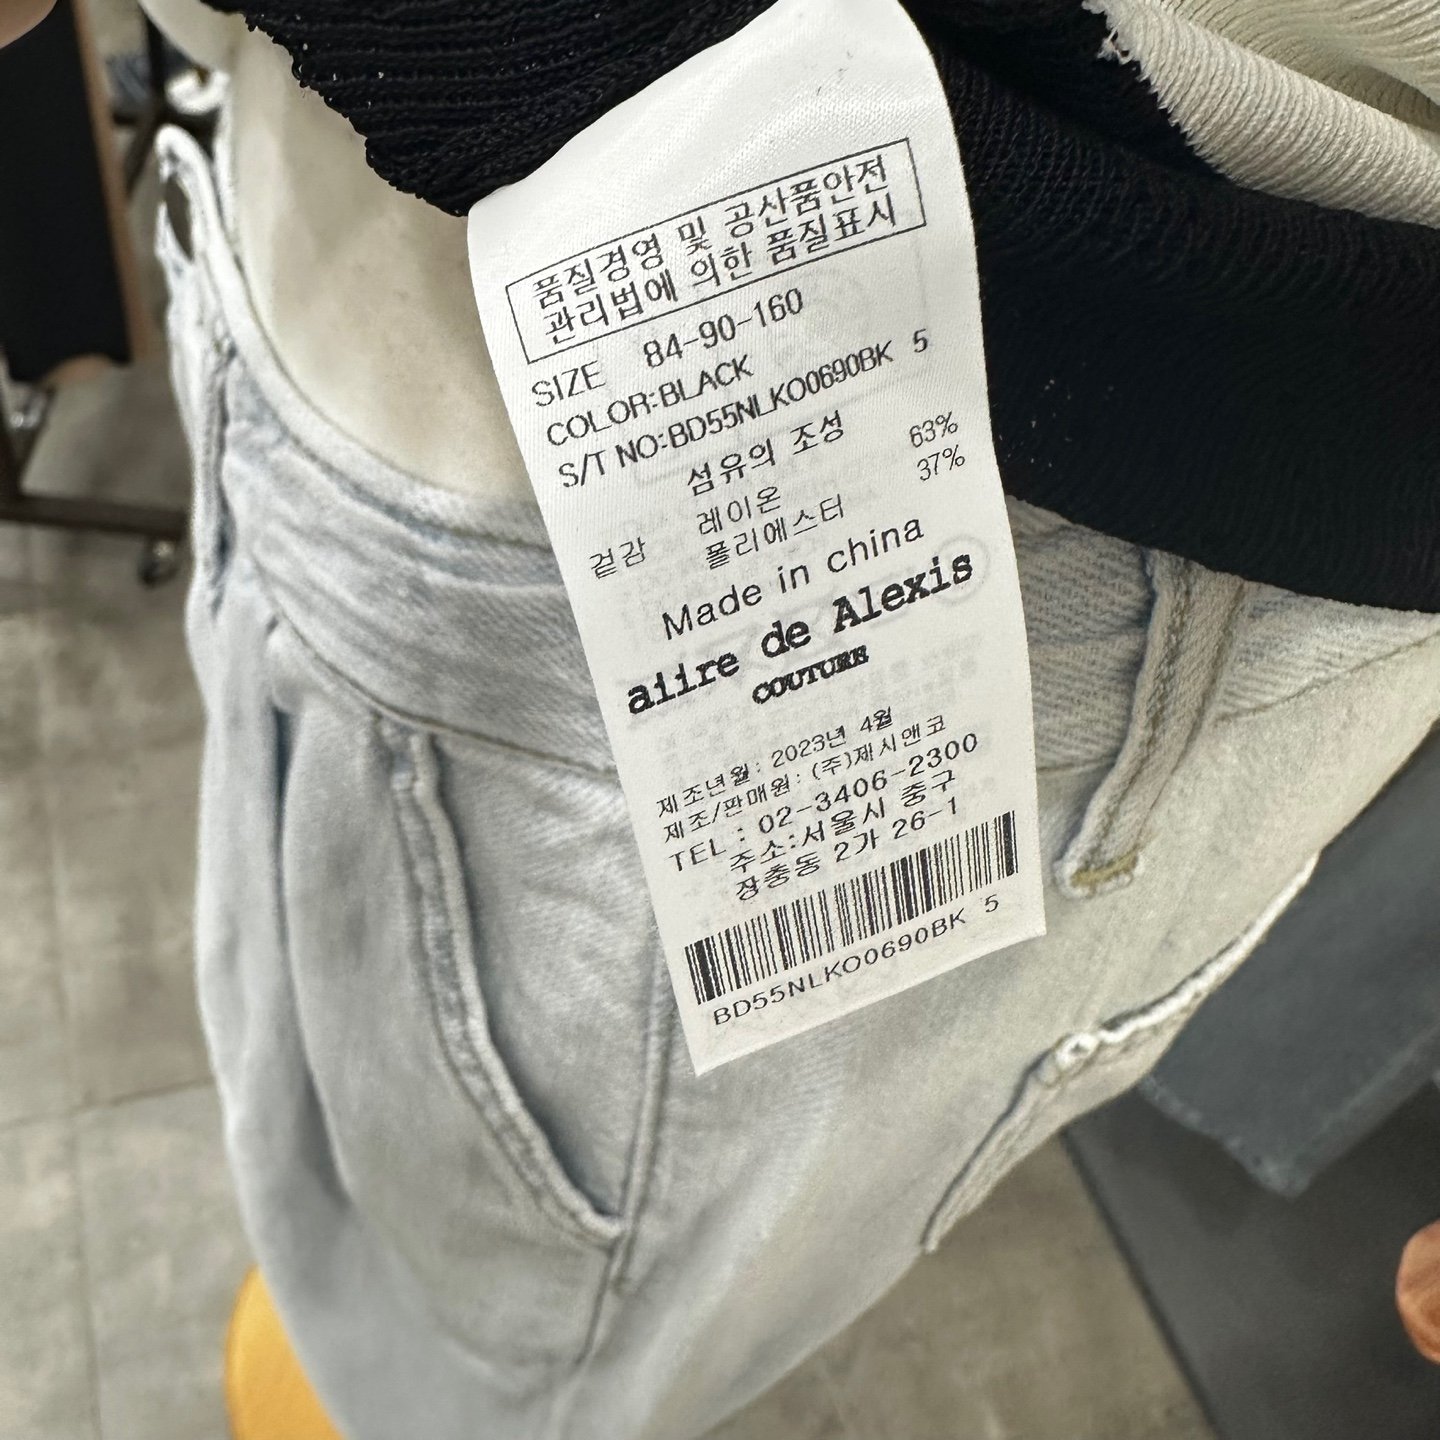 품질경영 및 공산품안전
관리법에 의한 품질표시
SIZE 84-90-160
COLOR:BLACK
S/T NO:BD55NLKO0690BK 5
섬유의 조성
겉감 레이온 63%
폴리에스터 37%
Made in china
aiire de Alexis
COUTURE
제조년월: 2023년 4월
제조/판매원: (주)제시앤코
TEL : 02-3406-2300
주소:서울시 중구
장충동 2가 26-1
BD55NLKO0690BK 5